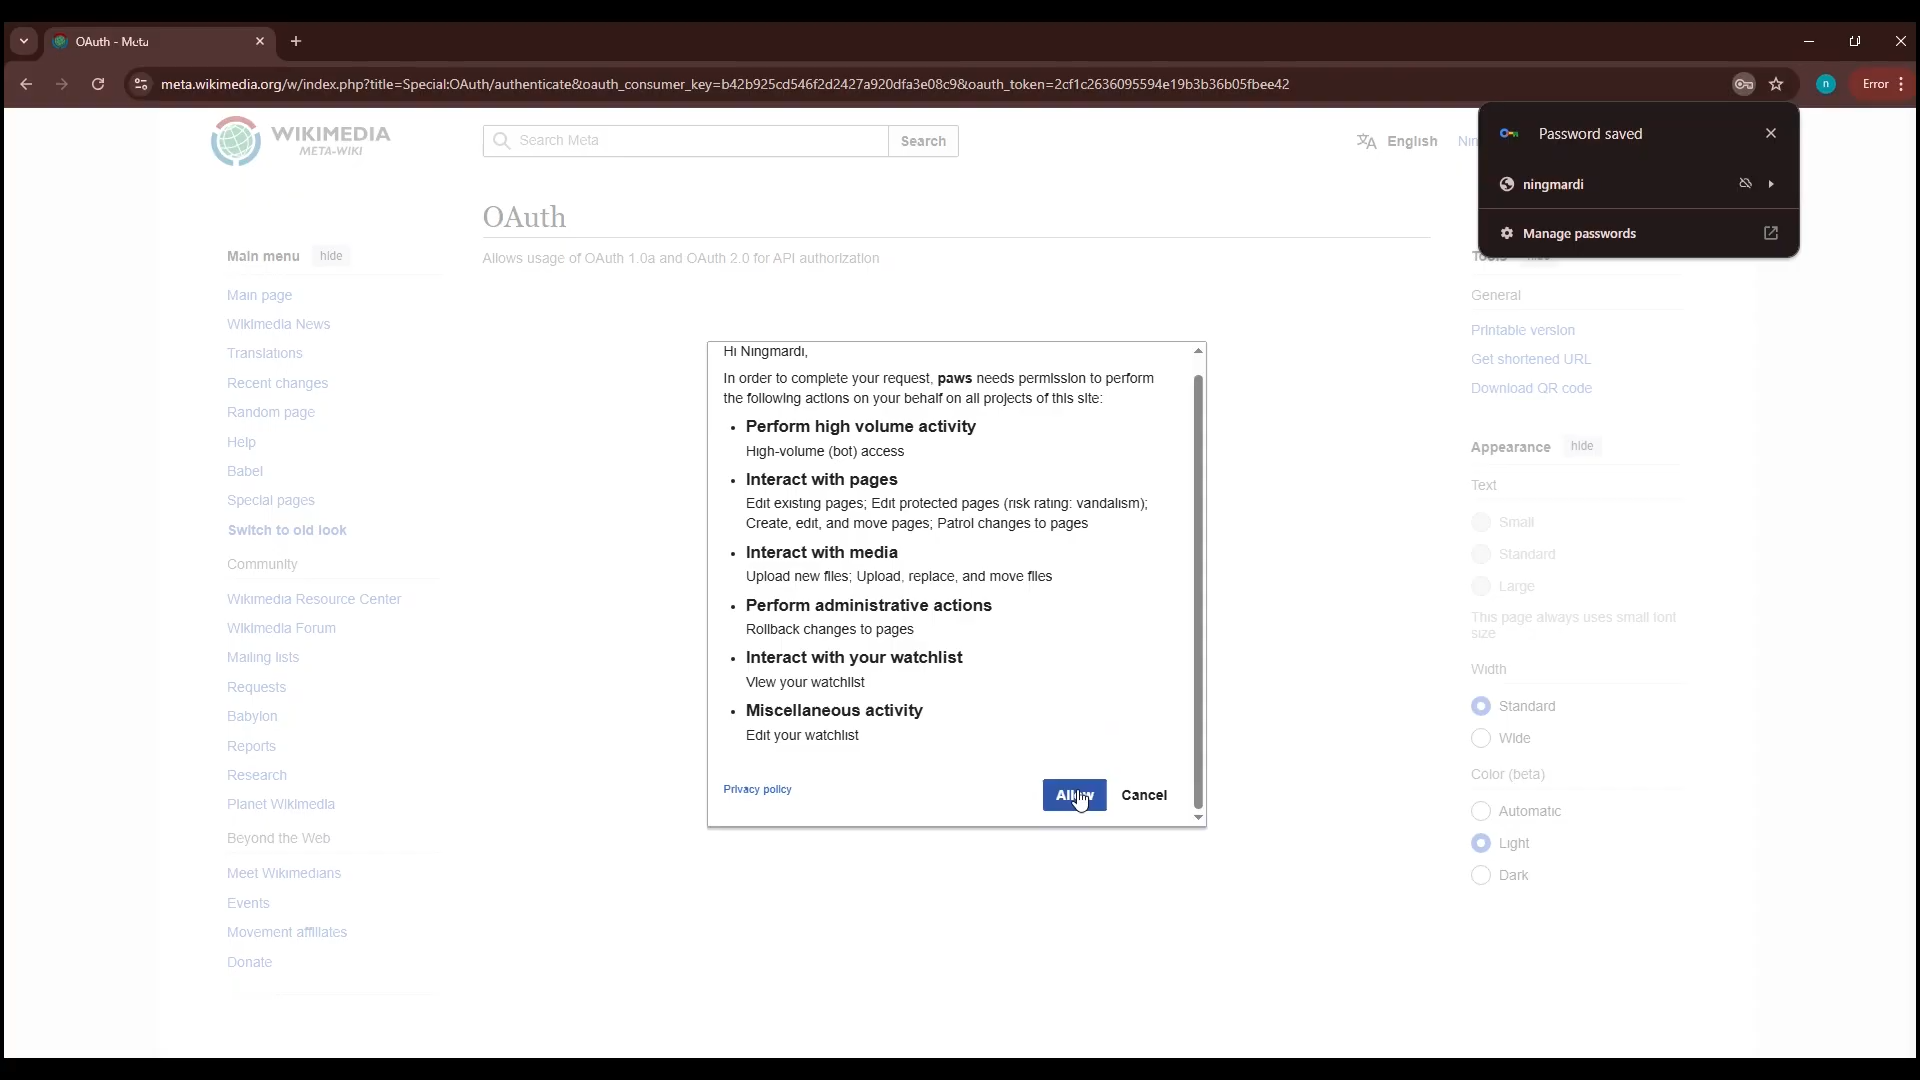 OAuth - Meta
meta.wikimedia.org/w/index.php?title=Special:OAuth/authenticate&oauth_consumer_key=b42b925cd546f2d2427a920dfa3e08c9&oauth_token=2cf1c2636095594e19b3b36b05fbee42
n
Error
Password saved
ningmardi
Manage passwords
WIKIMEDIA
META-WIKI
Search Meta
Search
English
OAuth
Allows usage of OAuth 1.0a and OAuth 2.0 for API authorization
Main menu
hide
Main page
Wikimedia News
Translations
Recent changes
Random page
Help
Babel
Special pages
Switch to old look
Community
Wikimedia Resource Center
Wikimedia Forum
Mailing lists
Requests
Babylon
Reports
Research
Planet Wikimedia
Beyond the Web
Meet Wikimedians
Events
Movement affiliates
Donate
Hi Ningmardi,
In order to complete your request, paws needs permission to perform
the following actions on your behalf on all projects of this site:
• Perform high volume activity
High-volume (bot) access
• Interact with pages
Edit existing pages; Edit protected pages (risk rating: vandalism);
Create, edit, and move pages; Patrol changes to pages
• Interact with media
Upload new files; Upload, replace, and move files
• Perform administrative actions
Rollback changes to pages
• Interact with your watchlist
View your watchlist
• Miscellaneous activity
Edit your watchlist
Privacy policy
Allow
Cancel
Tools
General
Printable version
Get shortened URL
Download QR code
Appearance
hide
Text
Small
Standard
Large
This page always uses small font
size
Width
Standard
Wide
Color (beta)
Automatic
Light
Dark